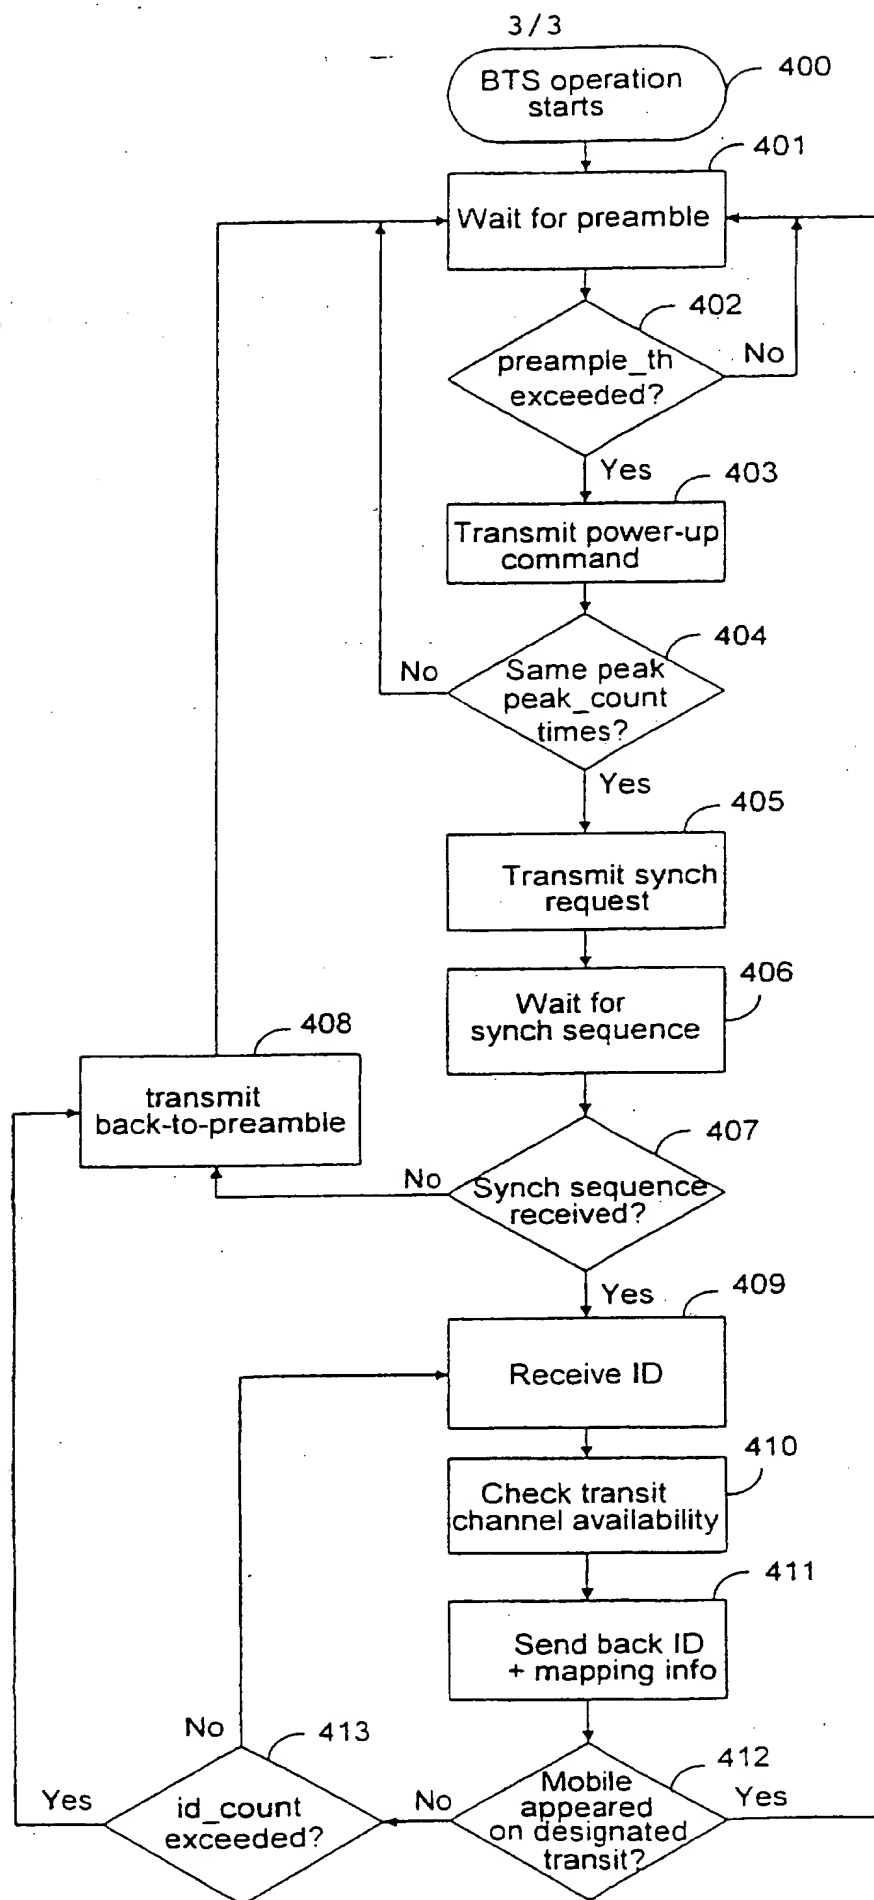 3/3
BTS operation
starts
400
401
Wait for preamble
402
preample_th
exceeded?
No
Yes
403
Transmit power-up
command
404
No
Same peak
peak_count
times?
Yes
405
Transmit synch
request
406
Wait for
synch sequence
408
transmit
back-to-preamble
407
No
Synch sequence
received?
Yes
409
Receive ID
410
Check transit
channel availability
411
Send back ID
+ mapping info
No
413
412
Yes
id_count
exceeded?
No
Mobile
appeared
on designated
transit?
Yes